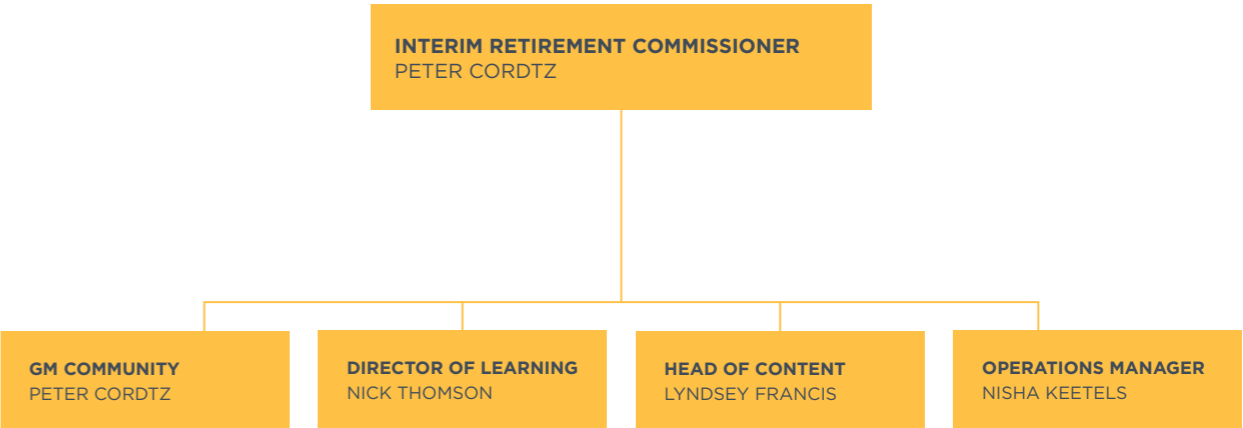 INTERIM RETIREMENT COMMISSIONER
PETER CORDTZ
GM COMMUNITY
PETER CORDTZ
DIRECTOR OF LEARNING
NICK THOMSON
HEAD OF CONTENT
LYNDSEY FRANCIS
OPERATIONS MANAGER
NISHA KEETELS